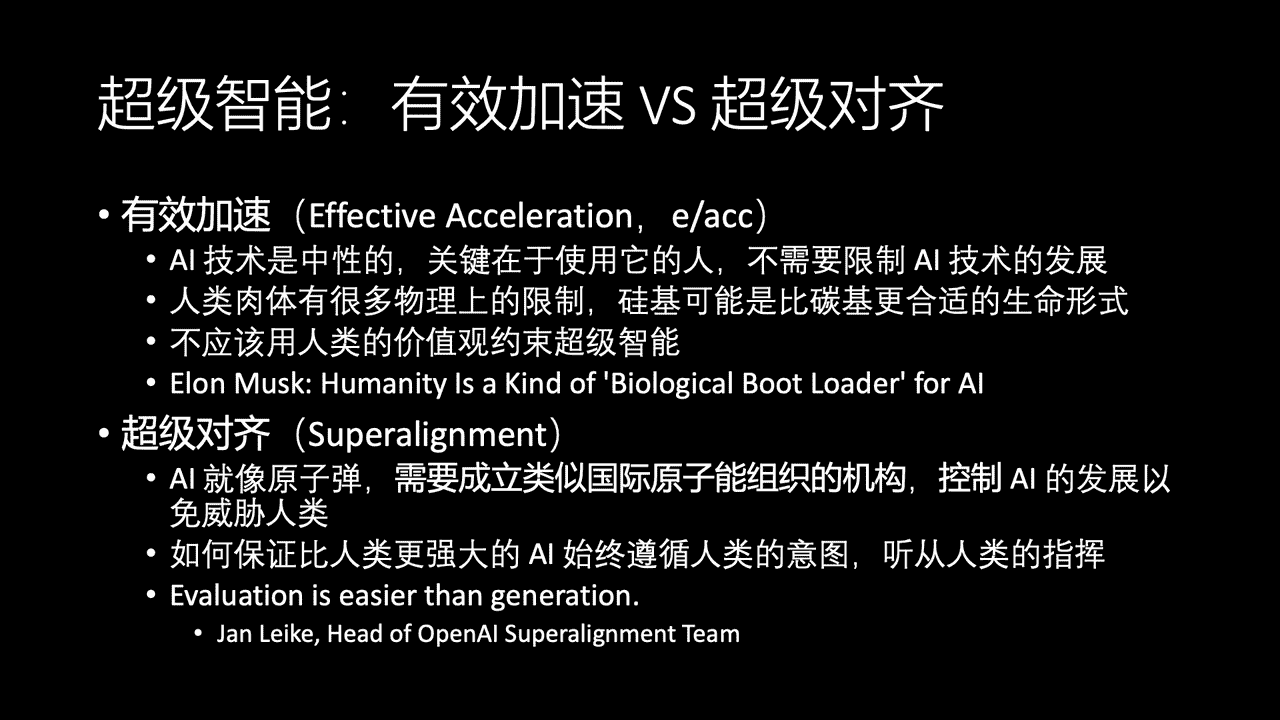 超级智能：有效加速 VS 超级对齐
• 有效加速（Effective Acceleration，e/acc）
• AI 技术是中性的，关键在于使用它的人，不需要限制 AI 技术的发展
• 人类肉体有很多物理上的限制，硅基可能是比碳基更合适的生命形式
• 不应该用人类的价值观约束超级智能
• Elon Musk: Humanity Is a Kind of 'Biological Boot Loader' for AI
• 超级对齐（Superalignment）
• AI 就像原子弹，需要成立类似国际原子能组织的机构，控制 AI 的发展以
免威胁人类
• 如何保证比人类更强大的 AI 始终遵循人类的意图，听从人类的指挥
• Evaluation is easier than generation.
• Jan Leike, Head of OpenAI Superalignment Team